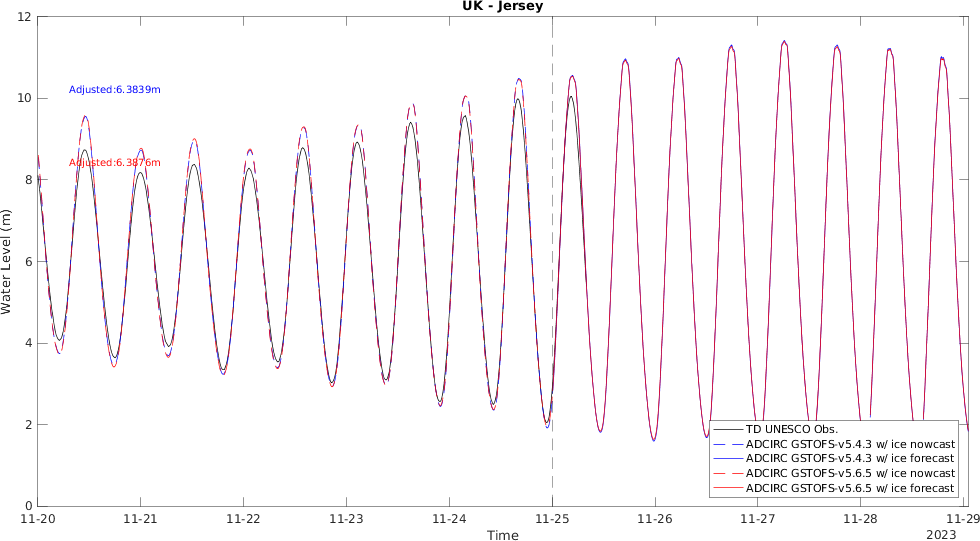 UK - Jersey
12
10
8
6
4
2
0
Water Level (m)
Adjusted:6.3839m
Adjusted:6.3876m
TD UNESCO Obs.
ADCIRC GSTOFS-v5.4.3 w/ ice nowcast
ADCIRC GSTOFS-v5.4.3 w/ ice forecast
ADCIRC GSTOFS-v5.6.5 w/ ice nowcast
ADCIRC GSTOFS-v5.6.5 w/ ice forecast
11-20 11-21 11-22 11-23 11-24 11-25 11-26 11-27 11-28 11-29
Time
2023